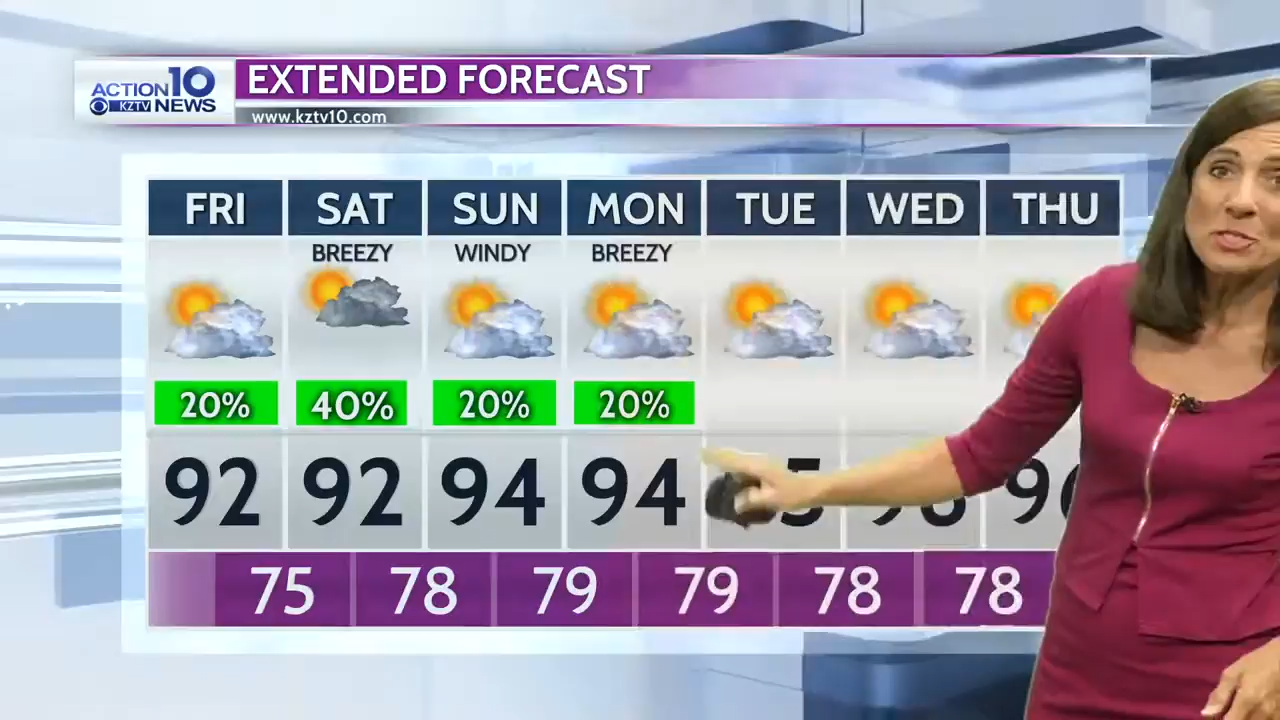 ACTION 10
KZTV NEWS
EXTENDED FORECAST
www.kztv10.com
FRI SAT SUN MON TUE WED THU
BREEZY WINDY BREEZY
20% 40% 20% 20%
92 92 94 94
75 78 79 79 78 78